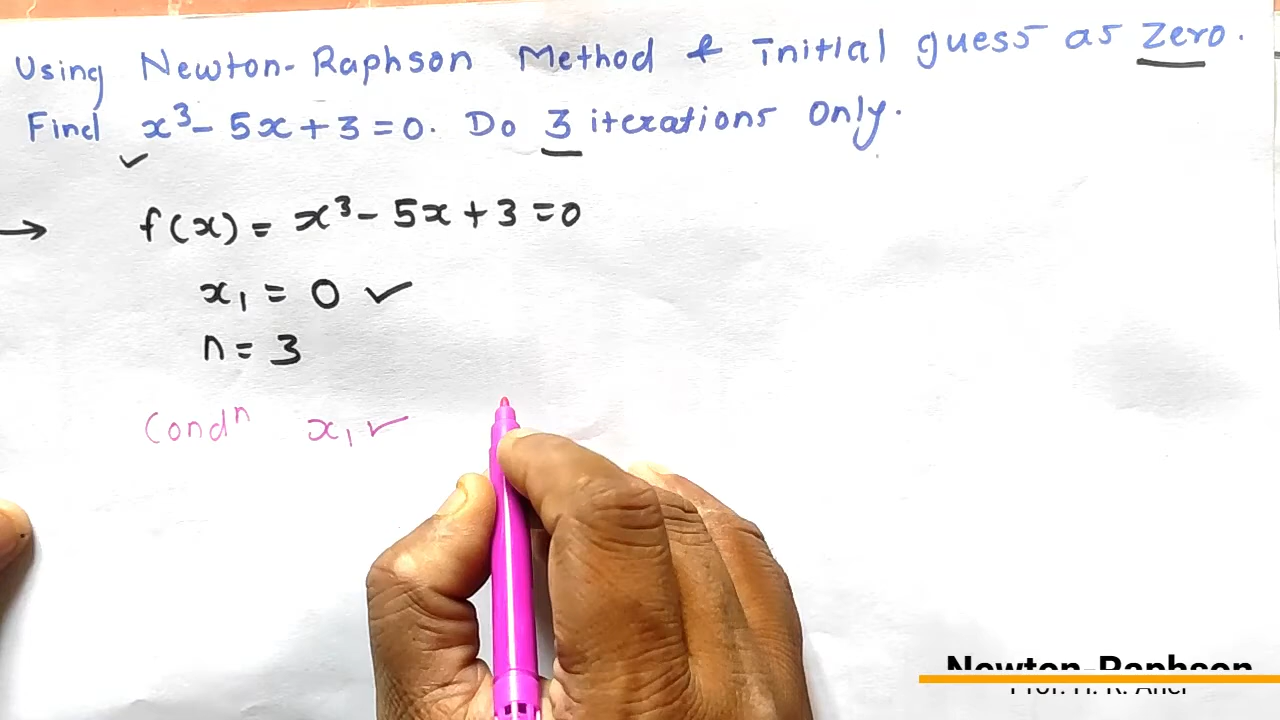 Using Newton-Raphson Method & Initial guess as Zero.
Find x³ - 5x + 3 = 0. Do 3 iterations Only.
→ f(x) = x³ - 5x + 3 = 0
x₁ = 0 ✓
n = 3
Condⁿ x₁ ✓
Newton-Raphson
Prof. H. R.